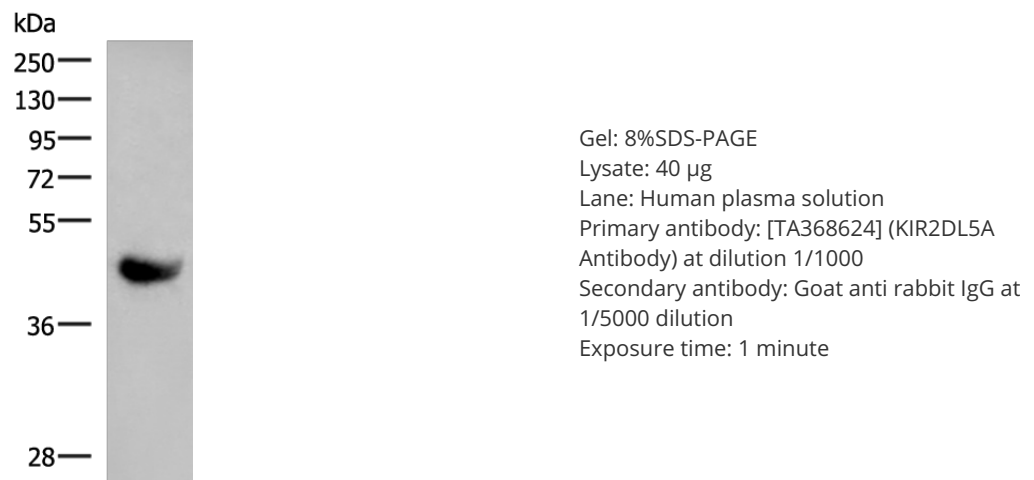 kDa
250
130
95
72
55
36
28
Gel: 8%SDS-PAGE
Lysate: 40 µg
Lane: Human plasma solution
Primary antibody: [TA368624] (KIR2DL5A
Antibody) at dilution 1/1000
Secondary antibody: Goat anti rabbit IgG at
1/5000 dilution
Exposure time: 1 minute